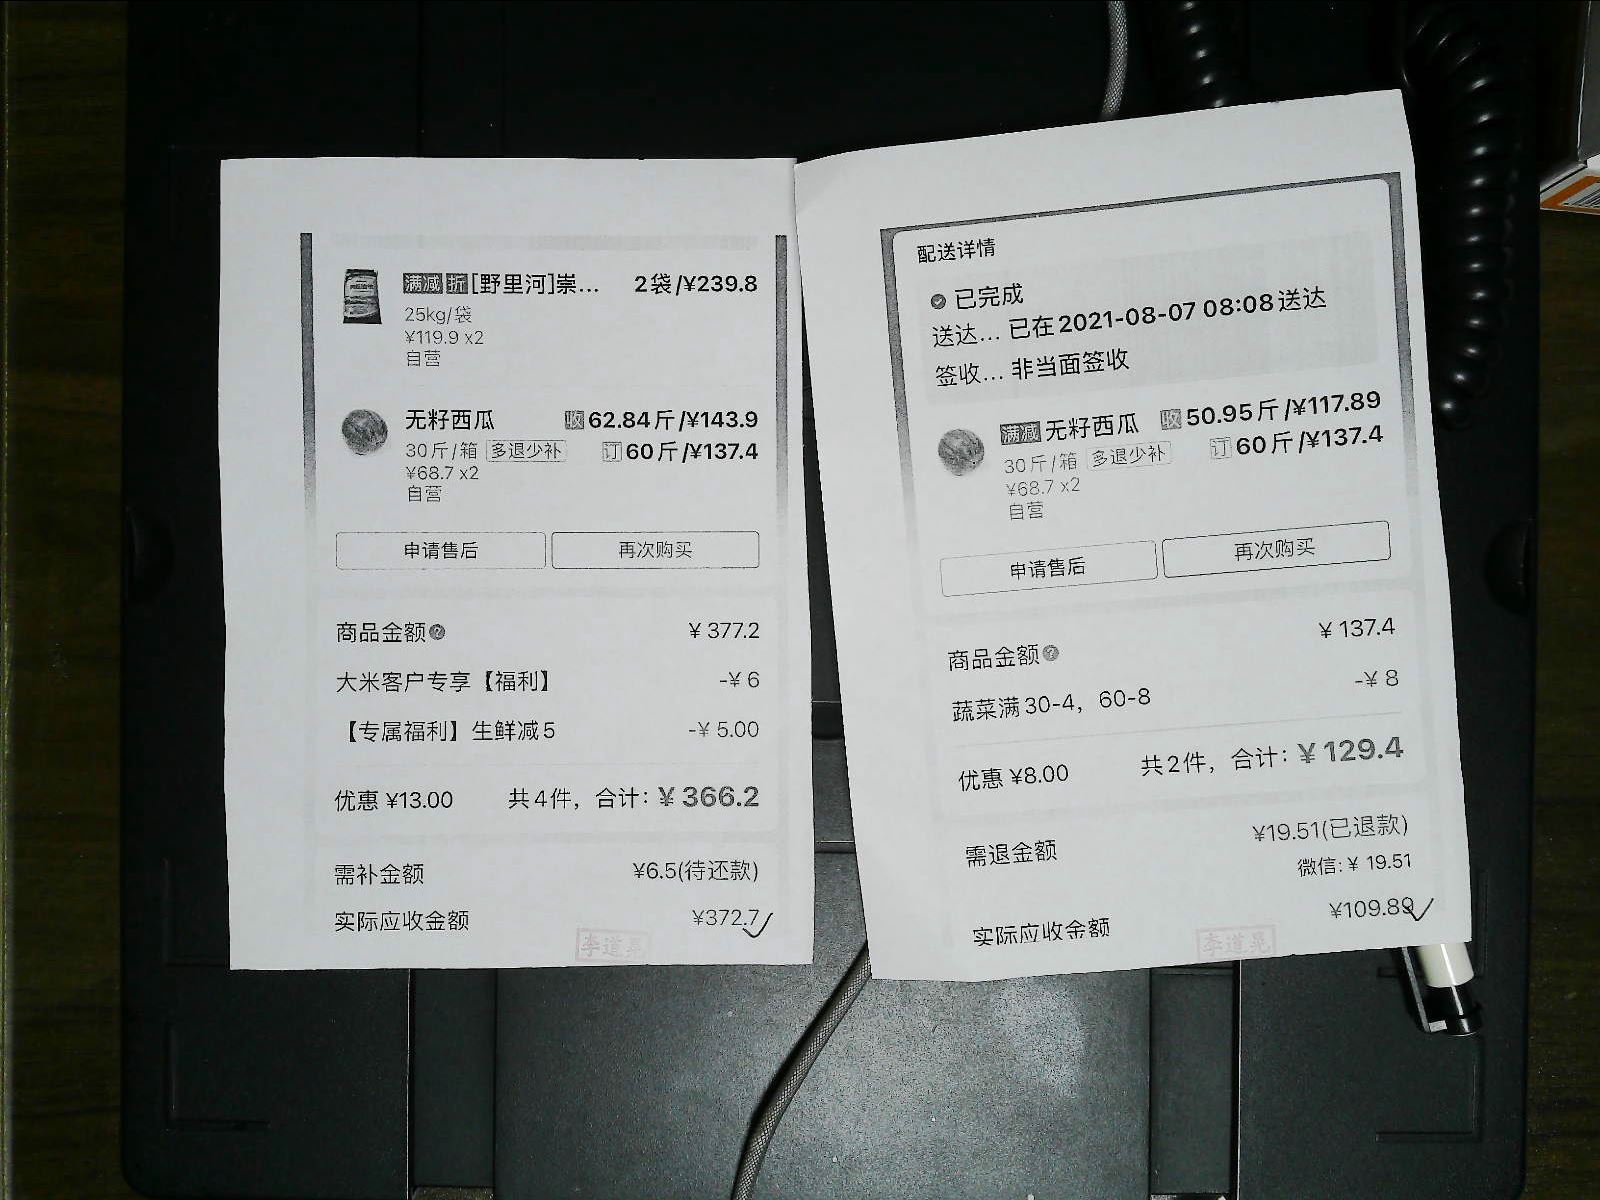 满减 折 [野里河]崇... 2袋/¥239.8
25kg/袋
¥119.9 x2
自营
无籽西瓜 收 62.84斤/¥143.9
30斤/箱 多退少补 订 60斤/¥137.4
¥68.7 x2
自营
申请售后 再次购买
商品金额 ¥ 377.2
大米客户专享【福利】 -¥ 6
【专属福利】生鲜减5 -¥ 5.00
优惠 ¥13.00 共4件，合计：¥ 366.2
需补金额 ¥6.5(待还款)
实际应收金额 ¥372.7
李道晃
配送详情
已完成
送达... 已在2021-08-07 08:08送达
签收... 非当面签收
满减 无籽西瓜 收 50.95斤/¥117.89
30斤/箱 多退少补 订 60斤/¥137.4
¥68.7 x2
自营
申请售后 再次购买
商品金额 ¥ 137.4
蔬菜满30-4，60-8 -¥ 8
优惠 ¥8.00 共2件，合计：¥ 129.4
需退金额 ¥19.51(已退款)
微信: ¥ 19.51
实际应收金额 ¥109.89
李道晃